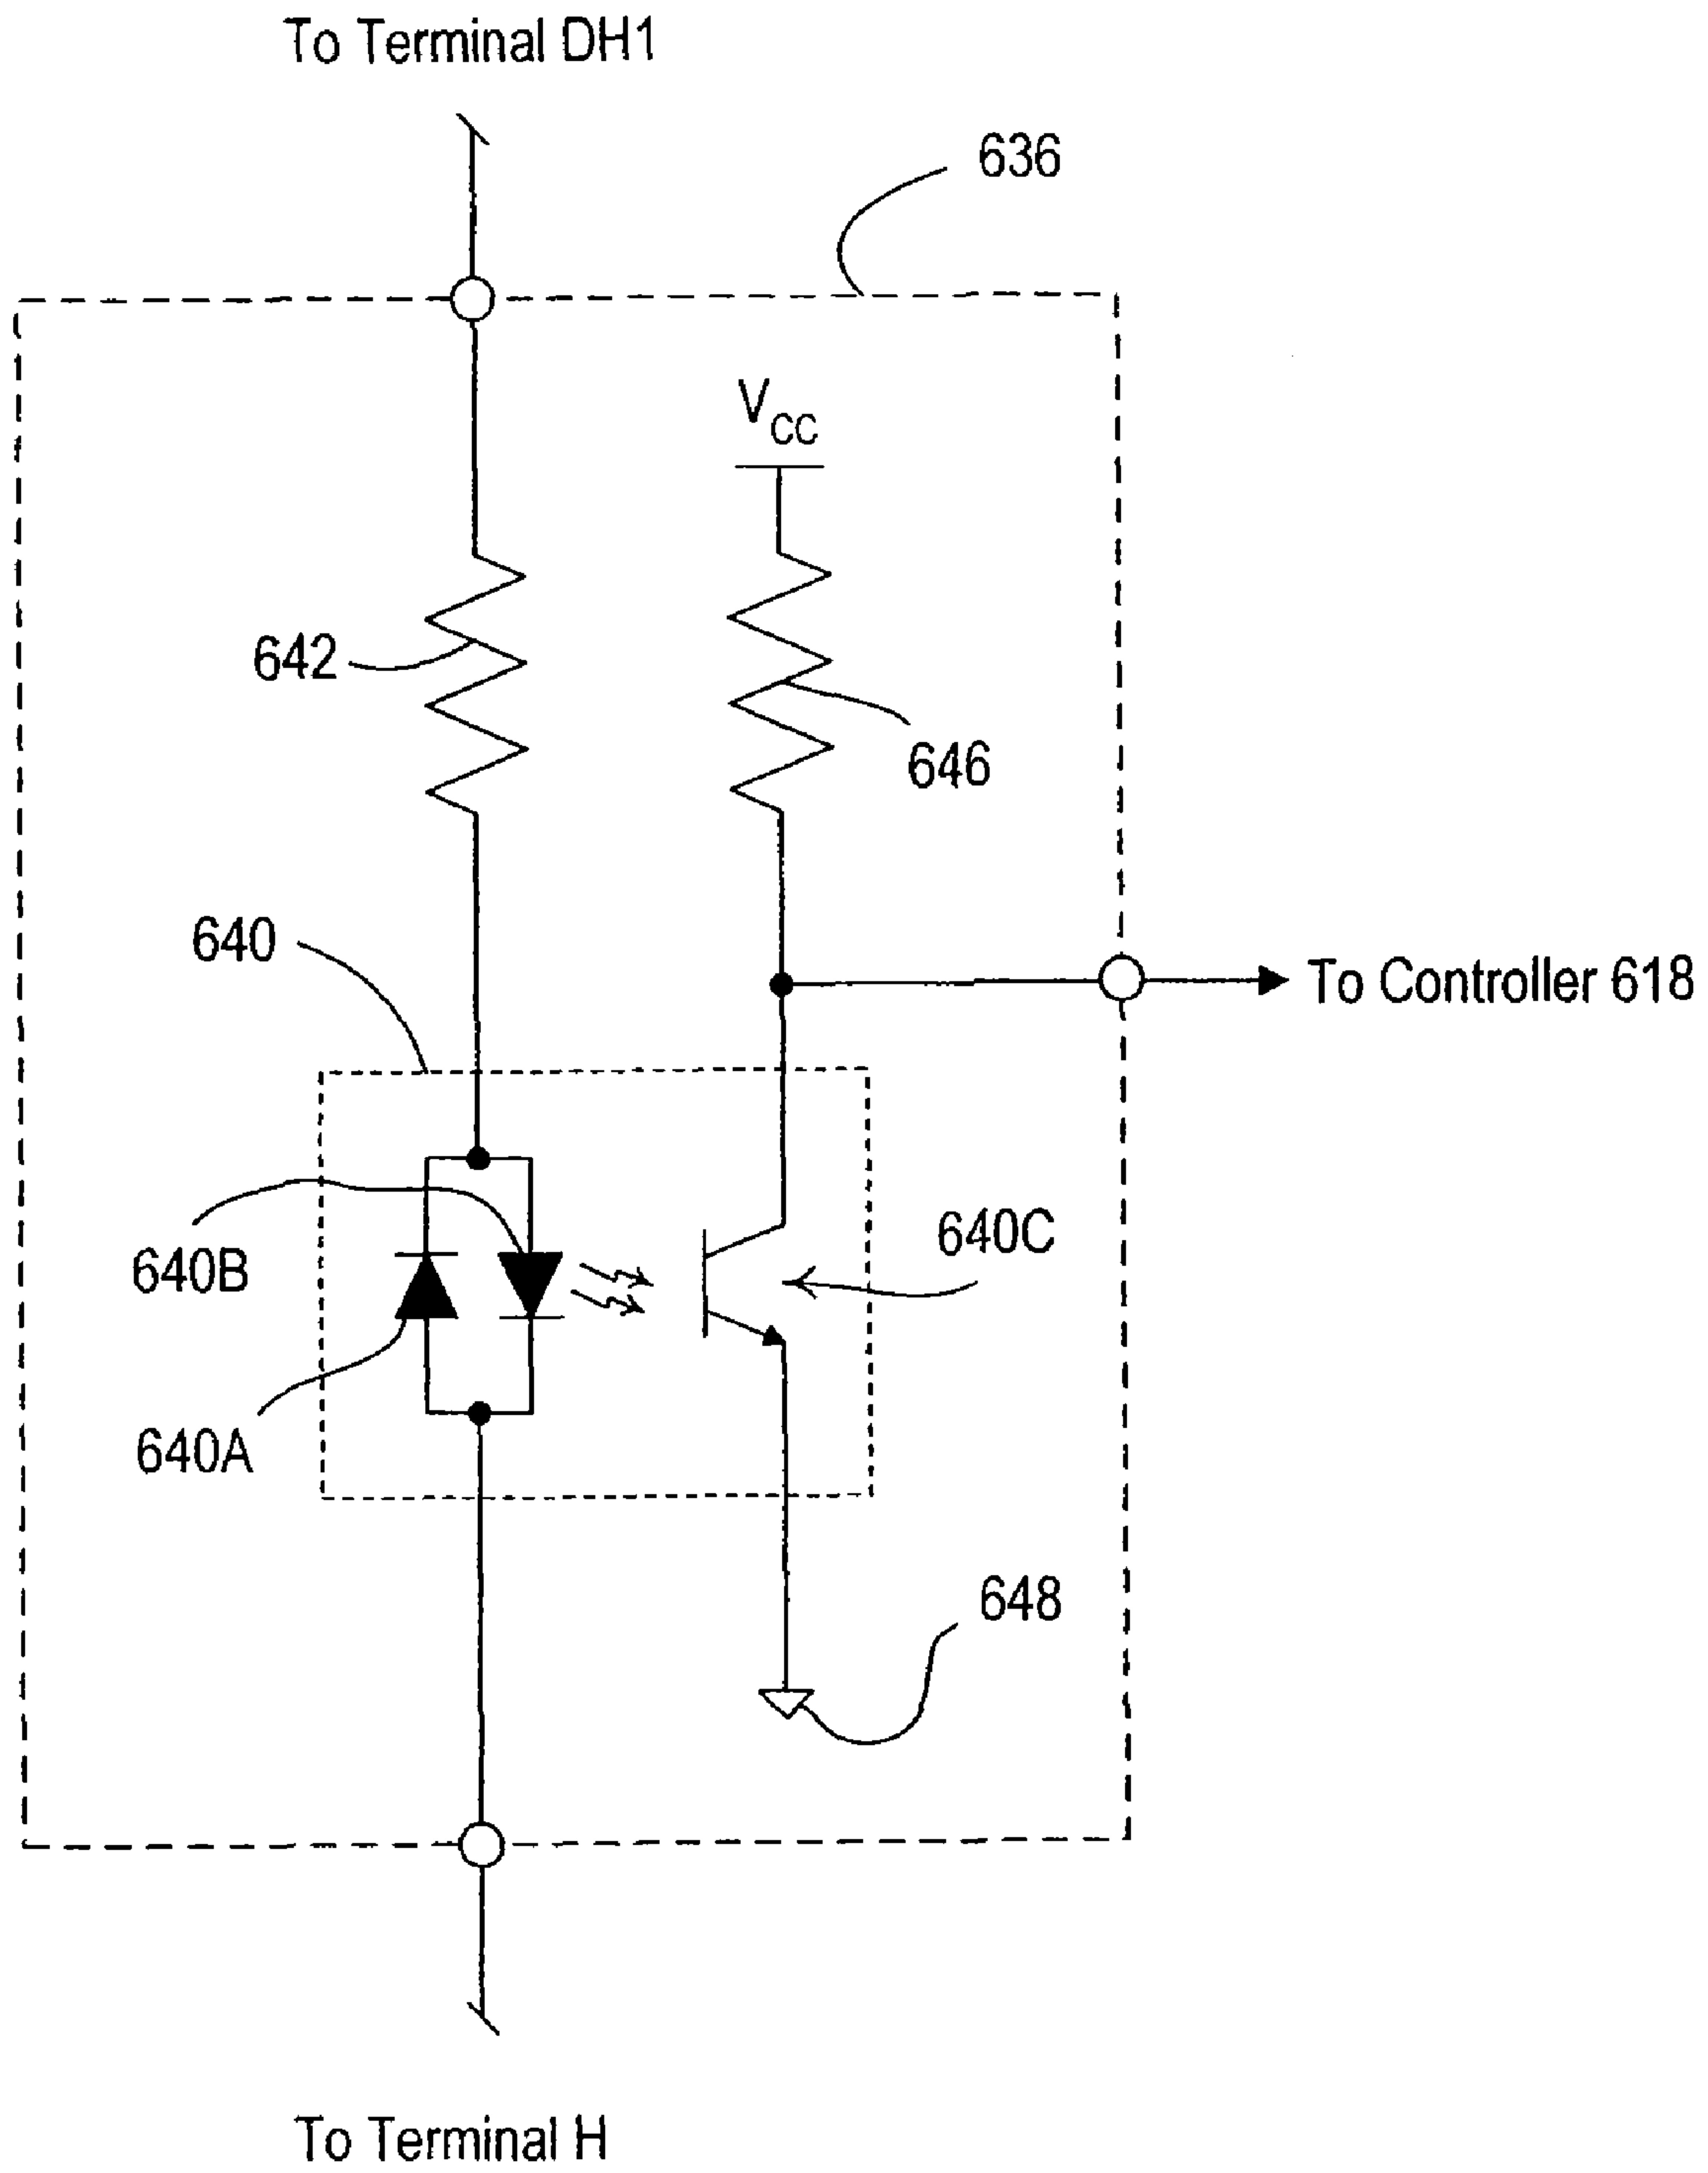 To Terminal DH1
636
VCC
642
646
640
To Controller 618
640C
640B
640A
648
To Terminal H